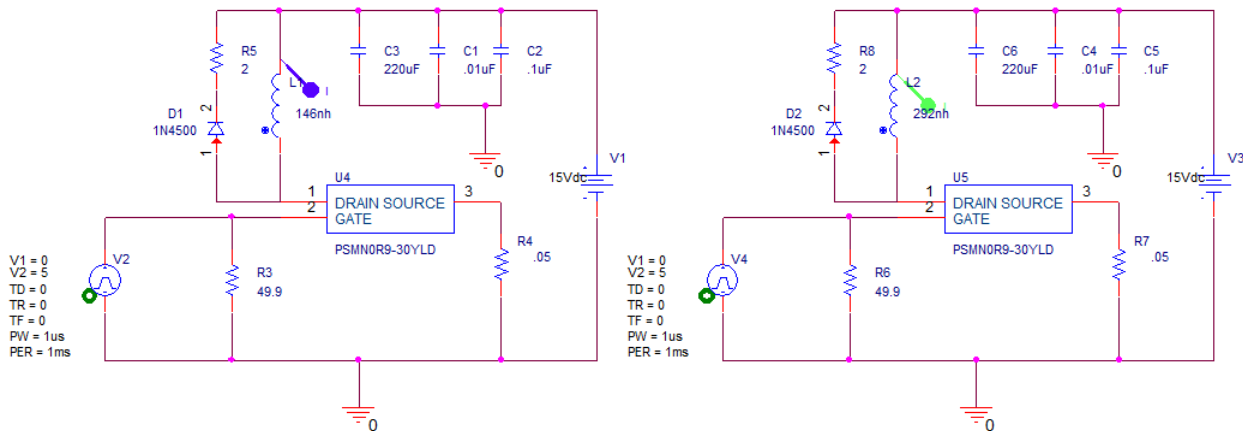 R5
2
L1
146nh
I
C3
220uF
C1
.01uF
C2
.1uF
D1
1N4500
2
1
0
V1
15Vdc
U4
1
2
DRAIN SOURCE
GATE
3
PSMN0R9-30YLD
R4
.05
V1 = 0
V2 = 5
TD = 0
TR = 0
TF = 0
PW = 1us
PER = 1ms
V2
R3
49.9
0
R8
2
L2
292nh
C6
220uF
C4
.01uF
C5
.1uF
D2
1N4500
2
1
0
V3
15Vdc
U5
1
2
DRAIN SOURCE
GATE
3
PSMN0R9-30YLD
R7
.05
V1 = 0
V2 = 5
TD = 0
TR = 0
TF = 0
PW = 1us
PER = 1ms
V4
R6
49.9
0